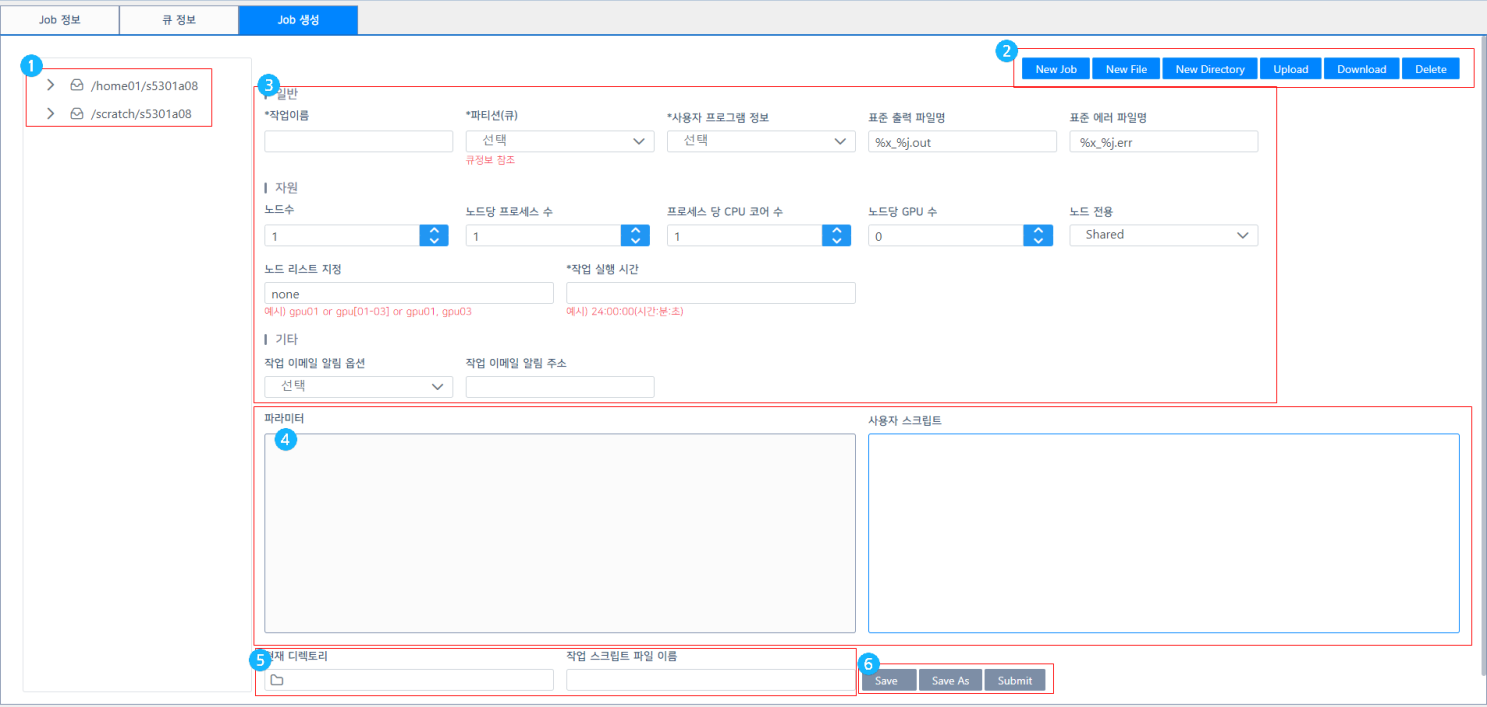 Job 정보
큐 정보
Job 생성
1
/home01/s5301a08
/scratch/s5301a08
2
New Job
New File
New Directory
Upload
Download
Delete
3
일반
*작업이름
*파티션(큐)
*사용자 프로그램 정보
표준 출력 파일명
표준 에러 파일명
선택
선택
%x_%j.out
%x_%j.err
큐정보 참조
자원
노드수
노드당 프로세스 수
프로세스 당 CPU 코어 수
노드당 GPU 수
노드 전용
1
1
1
0
Shared
노드 리스트 지정
*작업 실행 시간
none
예시) gpu01 or gpu[01-03] or gpu01, gpu03
예시) 24:00:00(시간:분:초)
기타
작업 이메일 알림 옵션
작업 이메일 알림 주소
선택
파라미터
사용자 스크립트
4
5
현재 디렉토리
작업 스크립트 파일 이름
6
Save
Save As
Submit